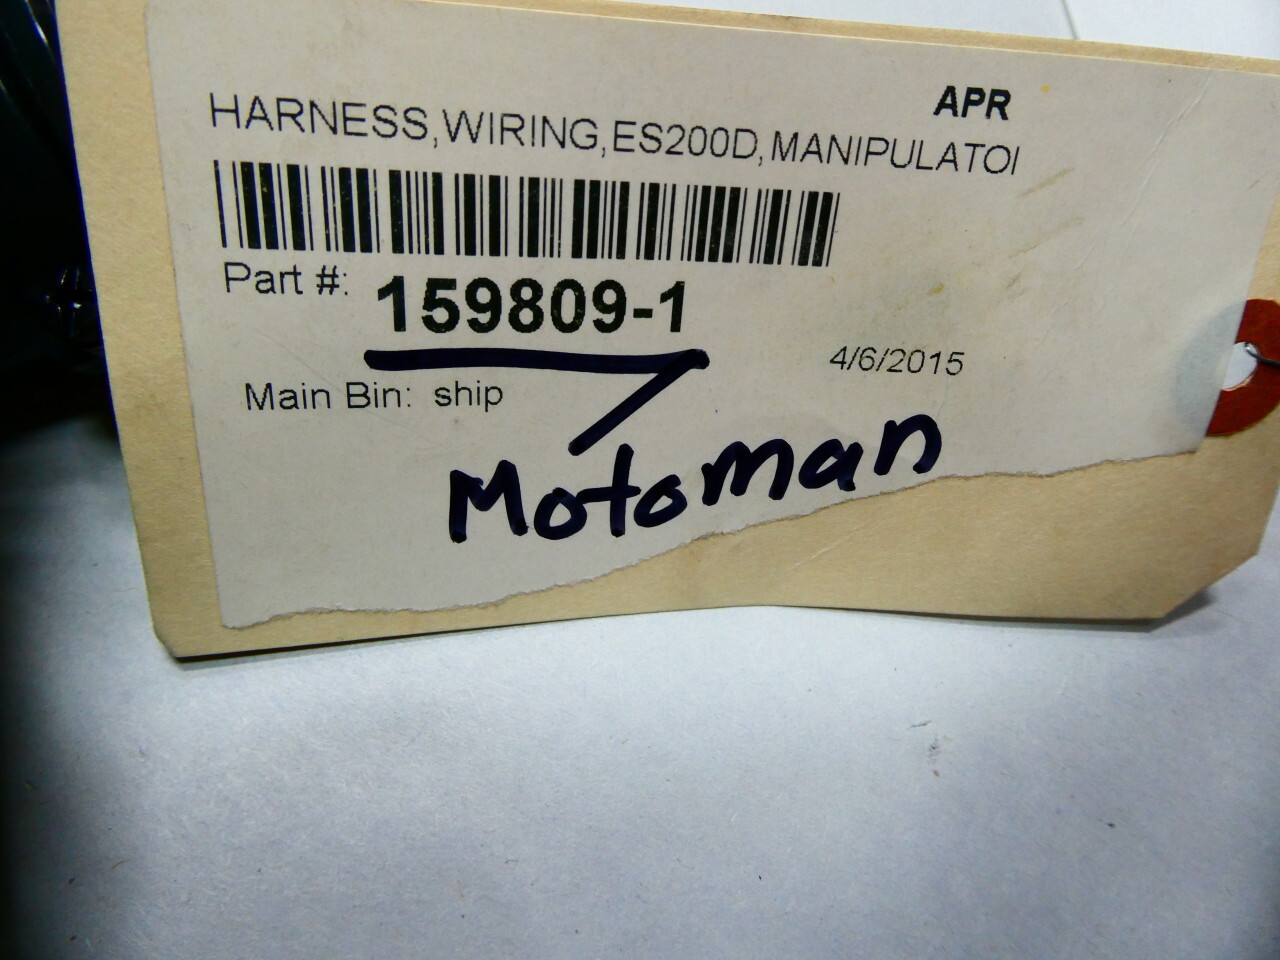 APR
HARNESS,WIRING,ES200D,MANIPULATOI
Part #: 159809-1
4/6/2015
Main Bin: ship
Motoman